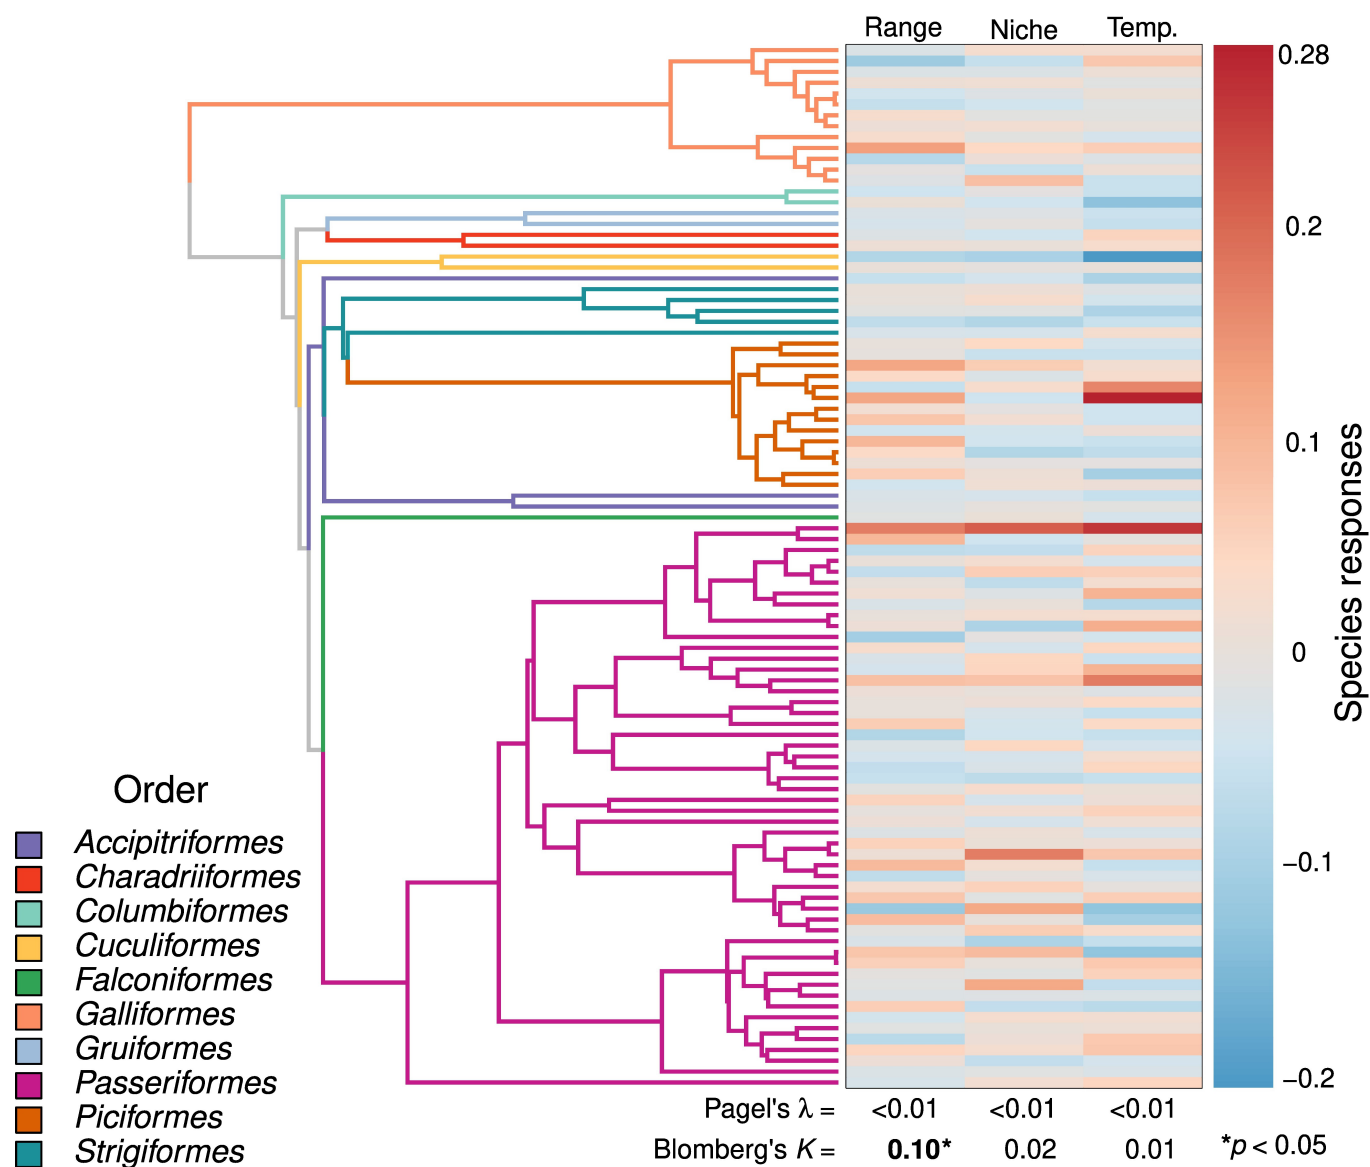 Range Niche Temp.
0.28
0.2
0.1
0
−0.1
−0.2
Species responses
Order
Accipitriformes
Charadriiformes
Columbiformes
Cuculiformes
Falconiformes
Galliformes
Gruiformes
Passeriformes
Piciformes
Strigiformes
Pagel's λ = <0.01 <0.01 <0.01
Blomberg's K = 0.10* 0.02 0.01 *p < 0.05